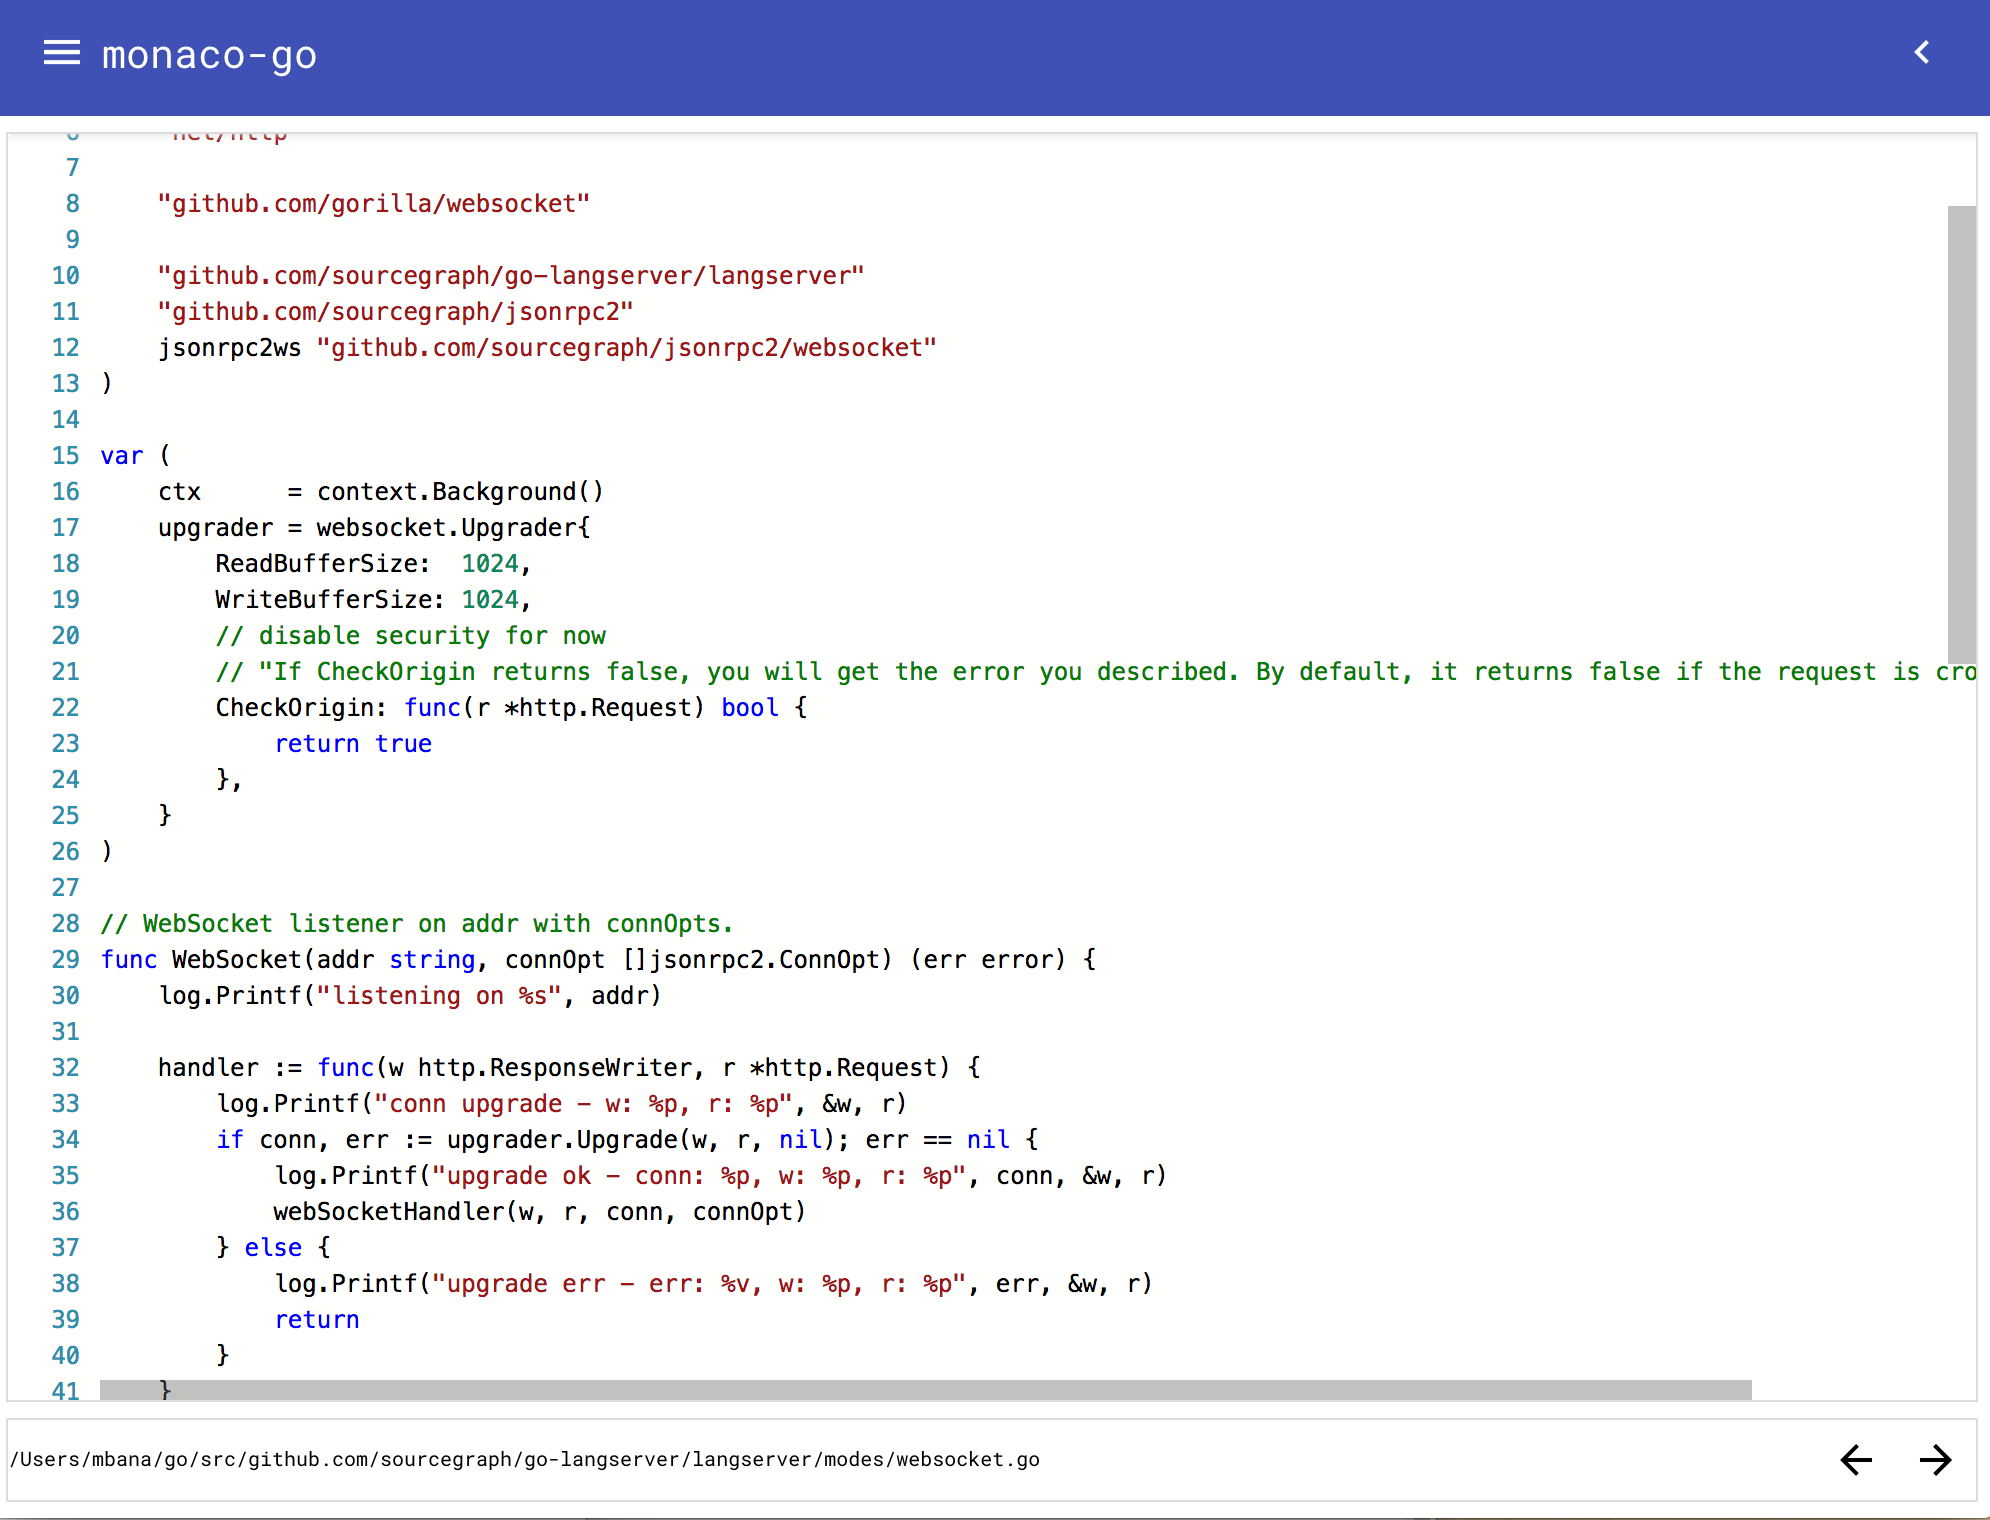 monaco-go
6 "net/http"
7
8 "github.com/gorilla/websocket"
9
10 "github.com/sourcegraph/go-langserver/langserver"
11 "github.com/sourcegraph/jsonrpc2"
12 jsonrpc2ws "github.com/sourcegraph/jsonrpc2/websocket"
13 )
14
15 var (
16 ctx      = context.Background()
17 upgrader = websocket.Upgrader{
18 ReadBufferSize:  1024,
19 WriteBufferSize: 1024,
20 // disable security for now
21 // "If CheckOrigin returns false, you will get the error you described. By default, it returns false if the request is cro
22 CheckOrigin: func(r *http.Request) bool {
23 return true
24 },
25 }
26 )
27
28 // WebSocket listener on addr with connOpts.
29 func WebSocket(addr string, connOpt []jsonrpc2.ConnOpt) (err error) {
30 log.Printf("listening on %s", addr)
31
32 handler := func(w http.ResponseWriter, r *http.Request) {
33 log.Printf("conn upgrade - w: %p, r: %p", &w, r)
34 if conn, err := upgrader.Upgrade(w, r, nil); err == nil {
35 log.Printf("upgrade ok - conn: %p, w: %p, r: %p", conn, &w, r)
36 webSocketHandler(w, r, conn, connOpt)
37 } else {
38 log.Printf("upgrade err - err: %v, w: %p, r: %p", err, &w, r)
39 return
40 }
41 }
/Users/mbana/go/src/github.com/sourcegraph/go-langserver/langserver/modes/websocket.go